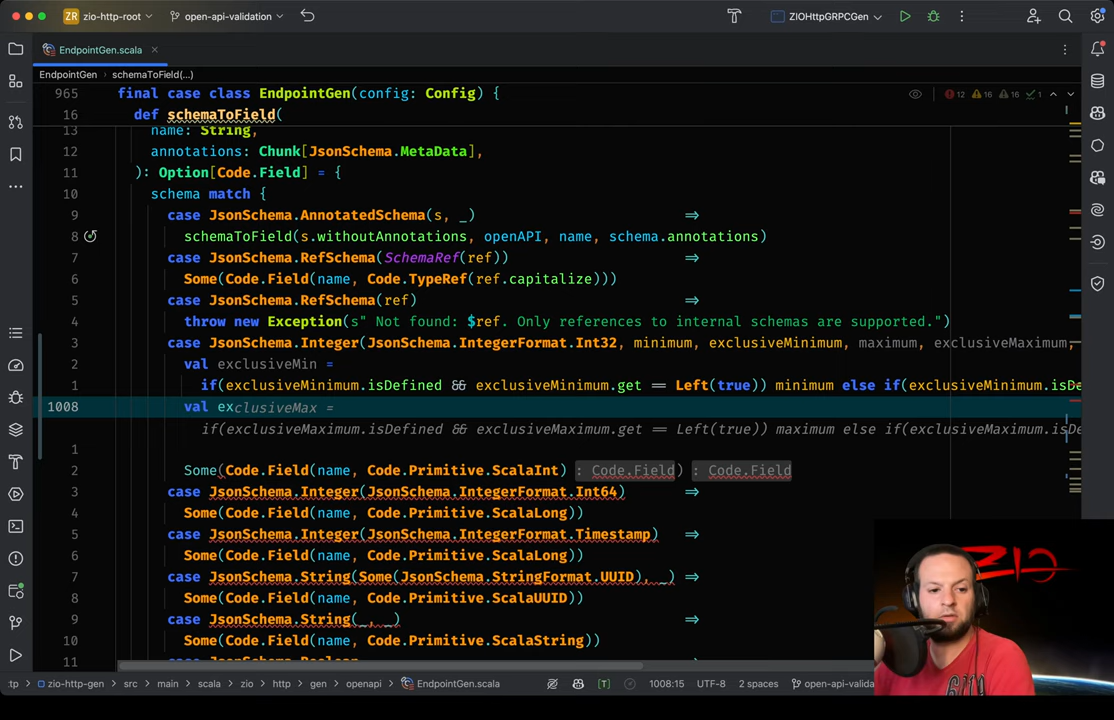 ZR zio-http-root open-api-validation ZIOHttpGRPCGen
EndpointGen.scala
EndpointGen schemaToField(...)
965 final case class EndpointGen(config: Config) { 12 16 16 1
16 def schemaToField(
13 name: String,
12 annotations: Chunk[JsonSchema.MetaData],
11 ): Option[Code.Field] = {
10 schema match {
9 case JsonSchema.AnnotatedSchema(s, _) ⇒
8 schemaToField(s.withoutAnnotations, openAPI, name, schema.annotations)
7 case JsonSchema.RefSchema(SchemaRef(ref)) ⇒
6 Some(Code.Field(name, Code.TypeRef(ref.capitalize)))
5 case JsonSchema.RefSchema(ref) ⇒
4 throw new Exception(s" Not found: $ref. Only references to internal schemas are supported.")
3 case JsonSchema.Integer(JsonSchema.IntegerFormat.Int32, minimum, exclusiveMinimum, maximum, exclusiveMaximum,
2 val exclusiveMin =
1 if(exclusiveMinimum.isDefined && exclusiveMinimum.get == Left(true)) minimum else if(exclusiveMinimum.isDe
1008 val exclusiveMax =
if(exclusiveMaximum.isDefined && exclusiveMaximum.get == Left(true)) maximum else if(exclusiveMaximum.isDe
1
2 Some(Code.Field(name, Code.Primitive.ScalaInt) : Code.Field) : Code.Field
3 case JsonSchema.Integer(JsonSchema.IntegerFormat.Int64) ⇒
4 Some(Code.Field(name, Code.Primitive.ScalaLong))
5 case JsonSchema.Integer(JsonSchema.IntegerFormat.Timestamp) ⇒
6 Some(Code.Field(name, Code.Primitive.ScalaLong))
7 case JsonSchema.String(Some(JsonSchema.StringFormat.UUID), _) ⇒
8 Some(Code.Field(name, Code.Primitive.ScalaUUID))
9 case JsonSchema.String(_, _) ⇒
10 Some(Code.Field(name, Code.Primitive.ScalaString))
11 case JsonSchema.Boolean
ZIO
tp zio-http-gen src main scala zio http gen openapi EndpointGen.scala 1008:15 UTF-8 2 spaces open-api-valida